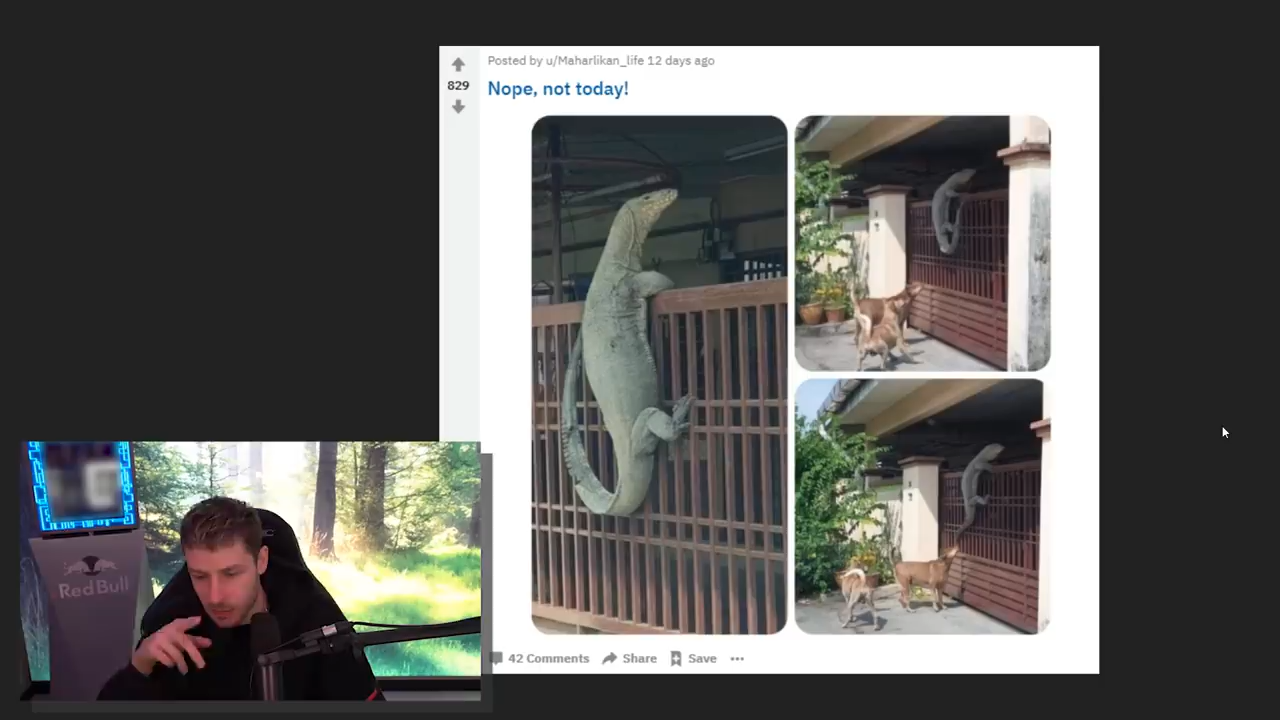 Posted by u/Maharlikan_life 12 days ago
829
Nope, not today!
42 Comments Share Save
Red Bull